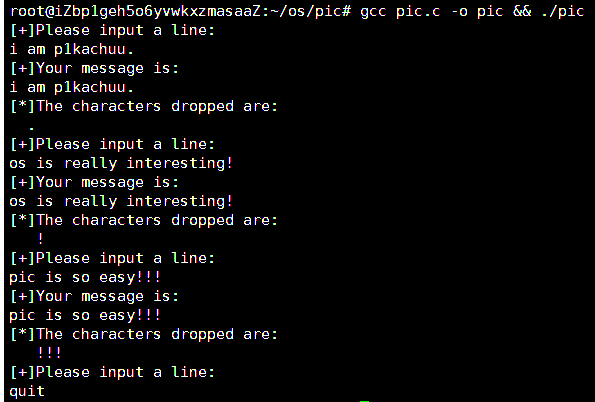 root@iZbp1geh5o6yvwkxzmasaaZ:~/os/pic# gcc pic.c -o pic && ./pic
[+]Please input a line:
i am p1kachuu.
[+]Your message is:
i am p1kachuu.
[*]The characters dropped are:
  .
[+]Please input a line:
os is really interesting!
[+]Your message is:
os is really interesting!
[*]The characters dropped are:
   !
[+]Please input a line:
pic is so easy!!!
[+]Your message is:
pic is so easy!!!
[*]The characters dropped are:
   !!!
[+]Please input a line:
quit